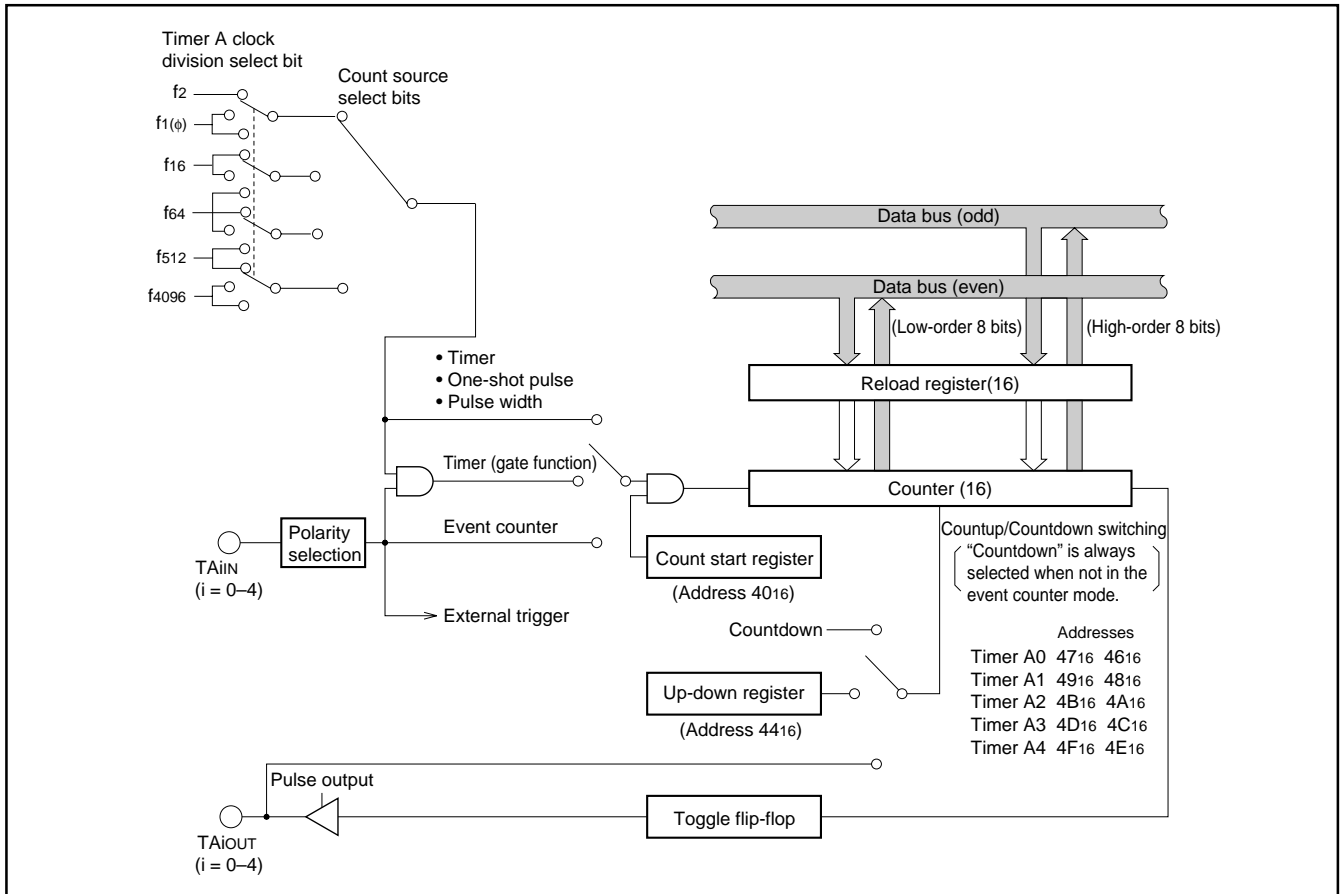 Timer A clock
division select bit
Count source
select bits
f2
f1(φ)
f16
f64
f512
f4096
Data bus (odd)
Data bus (even)
(Low-order 8 bits)
(High-order 8 bits)
• Timer
• One-shot pulse
• Pulse width
Reload register(16)
Timer (gate function)
Counter (16)
Polarity
selection
Event counter
TAiIN
(i = 0–4)
Count start register
(Address 4016)
Countup/Countdown switching
“Countdown” is always
selected when not in the
event counter mode.
External trigger
Countdown
Addresses
Timer A0 4716 4616
Timer A1 4916 4816
Timer A2 4B16 4A16
Timer A3 4D16 4C16
Timer A4 4F16 4E16
Up-down register
(Address 4416)
Pulse output
Toggle flip-flop
TAiOUT
(i = 0–4)